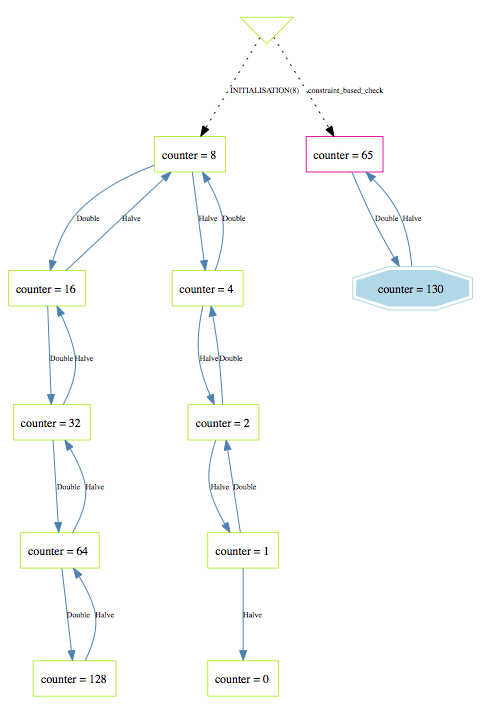 INITIALISATION(8)
constraint_based_check
counter = 8
counter = 65
Double
Halve
Halve
Double
Double
Halve
counter = 16
counter = 4
counter = 130
Double
Halve
Halve
Double
counter = 32
counter = 2
Double
Halve
Halve
Double
counter = 64
counter = 1
Double
Halve
Halve
counter = 128
counter = 0